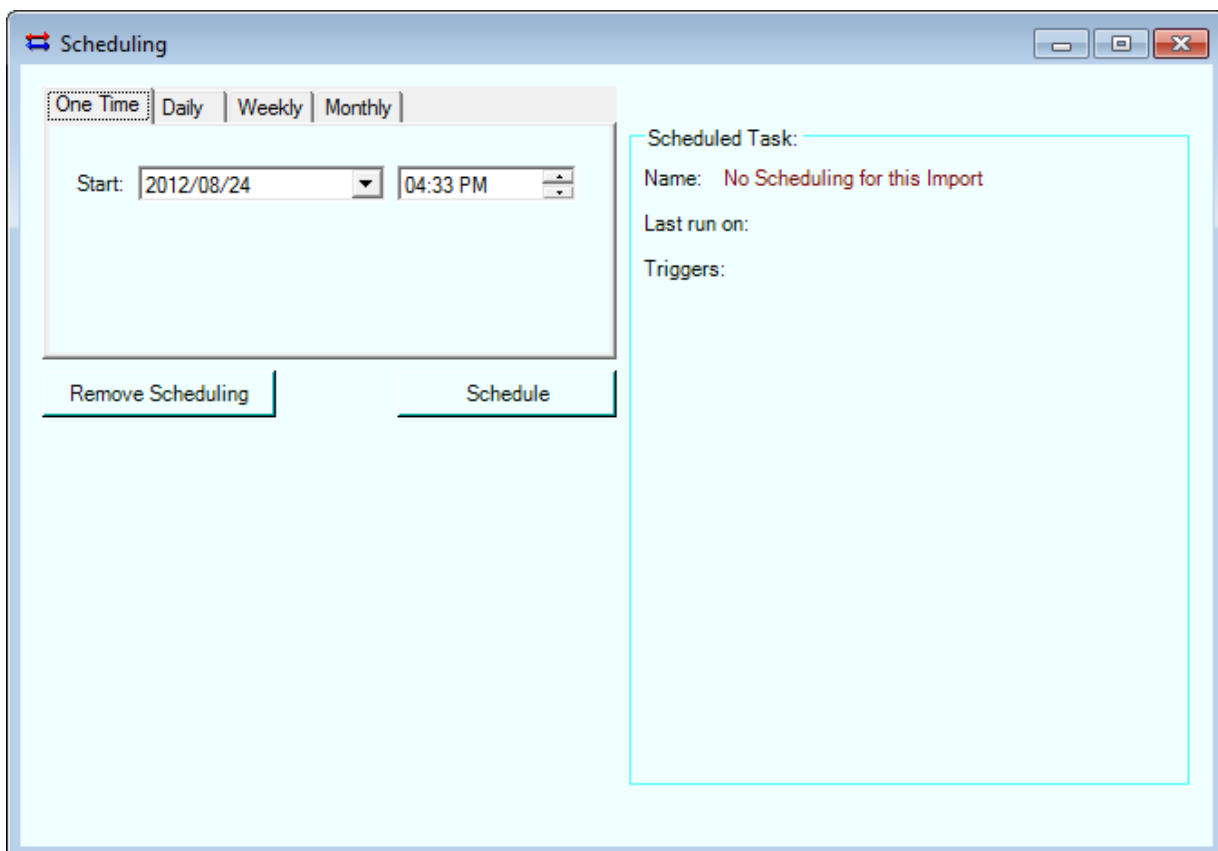 Scheduling
One Time Daily Weekly Monthly
Start: 2012/08/24 04:33 PM
Remove Scheduling Schedule
Scheduled Task:
Name: No Scheduling for this Import
Last run on:
Triggers: